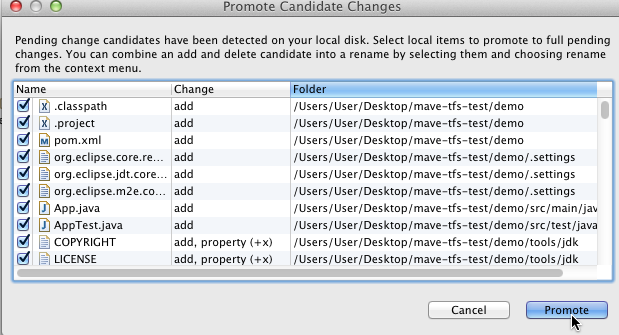 Promote Candidate Changes
Pending change candidates have been detected on your local disk. Select local items to promote to full pending
changes. You can combine an add and delete candidate into a rename by selecting them and choosing rename
from the context menu.
Name Change Folder
.classpath add /Users/User/Desktop/mave-tfs-test/demo
.project add /Users/User/Desktop/mave-tfs-test/demo
pom.xml add /Users/User/Desktop/mave-tfs-test/demo
org.eclipse.core.re... add /Users/User/Desktop/mave-tfs-test/demo/.settings
org.eclipse.jdt.core... add /Users/User/Desktop/mave-tfs-test/demo/.settings
org.eclipse.m2e.co... add /Users/User/Desktop/mave-tfs-test/demo/.settings
App.java add /Users/User/Desktop/mave-tfs-test/demo/src/main/jav
AppTest.java add /Users/User/Desktop/mave-tfs-test/demo/src/test/java
COPYRIGHT add, property (+x) /Users/User/Desktop/mave-tfs-test/demo/tools/jdk
LICENSE add, property (+x) /Users/User/Desktop/mave-tfs-test/demo/tools/jdk
Cancel Promote